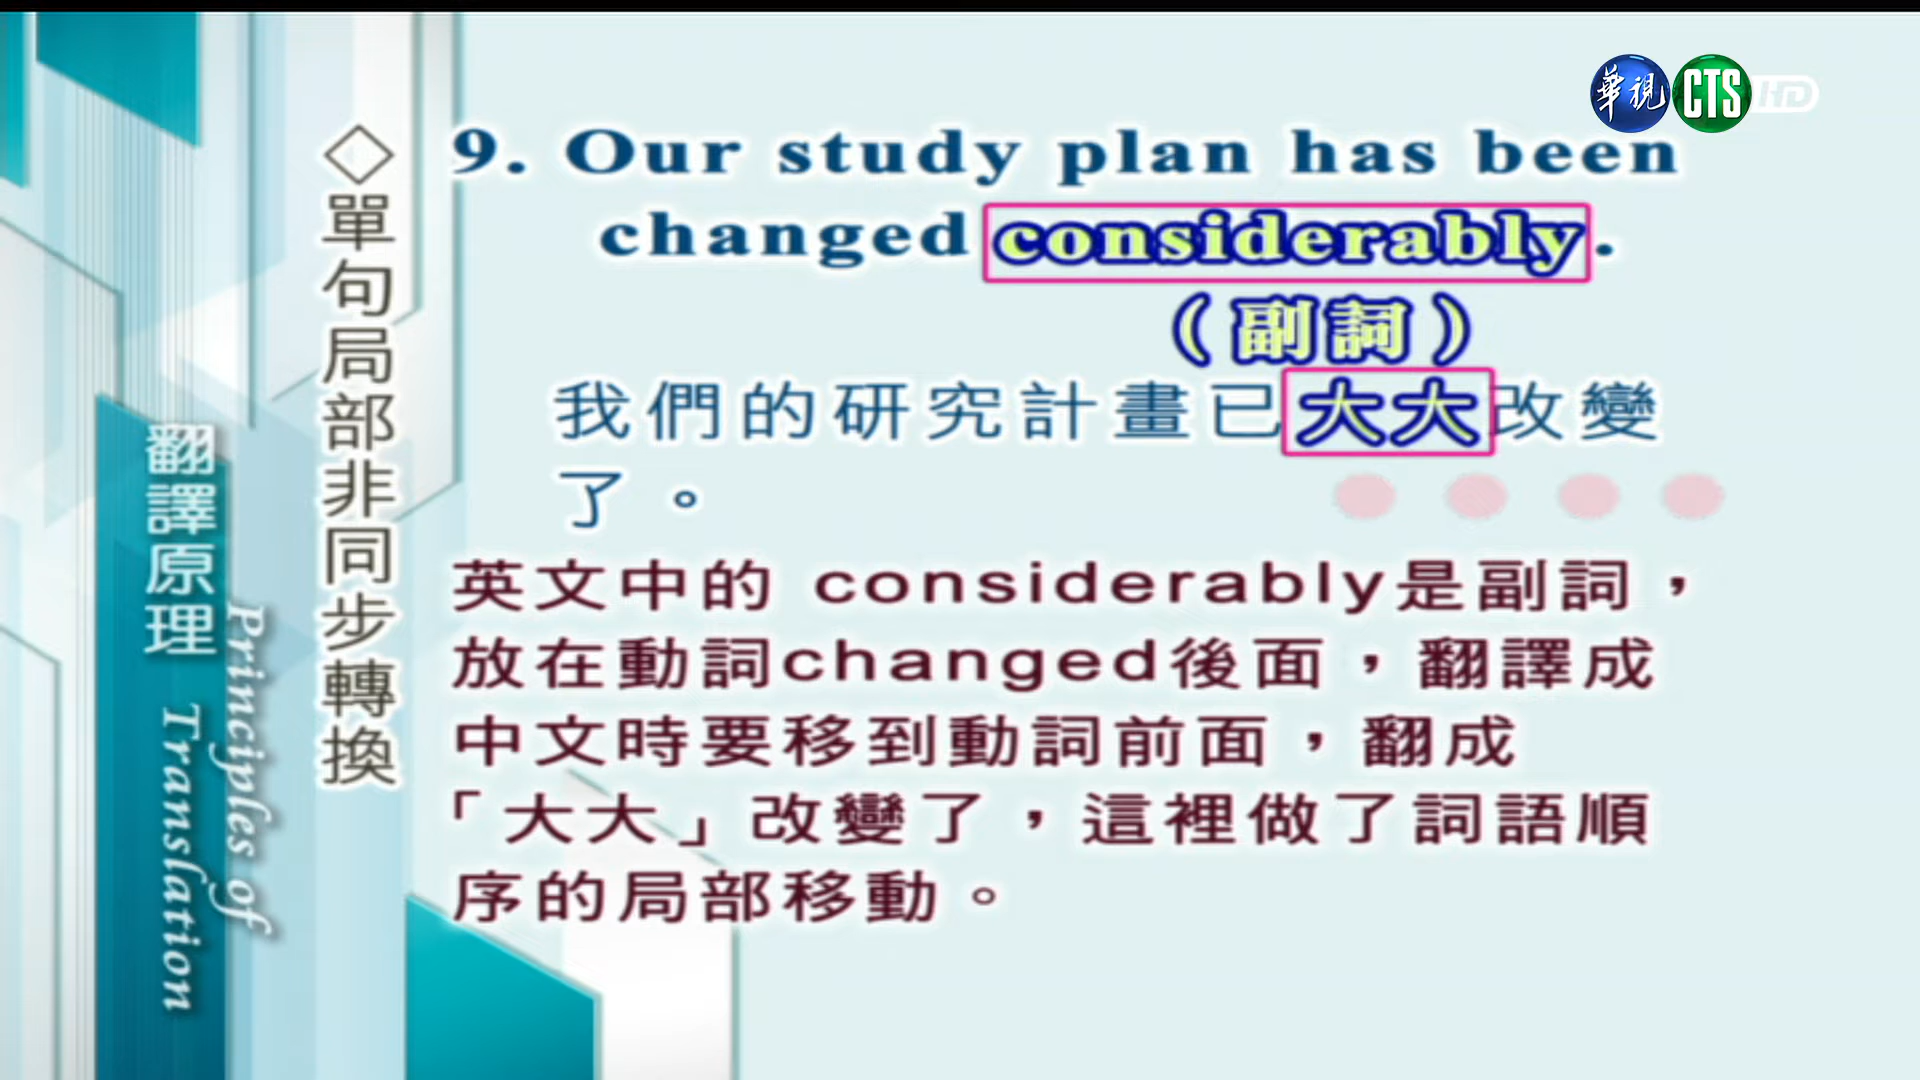 華視 CTS HD
翻譯原理
Principles of
Translation
◇單句局部非同步轉換
9. Our study plan has been
changed considerably.
（副詞）
我們的研究計畫已大大改變
了。
英文中的 considerably是副詞，
放在動詞changed後面，翻譯成
中文時要移到動詞前面，翻成
「大大」改變了，這裡做了詞語順
序的局部移動。